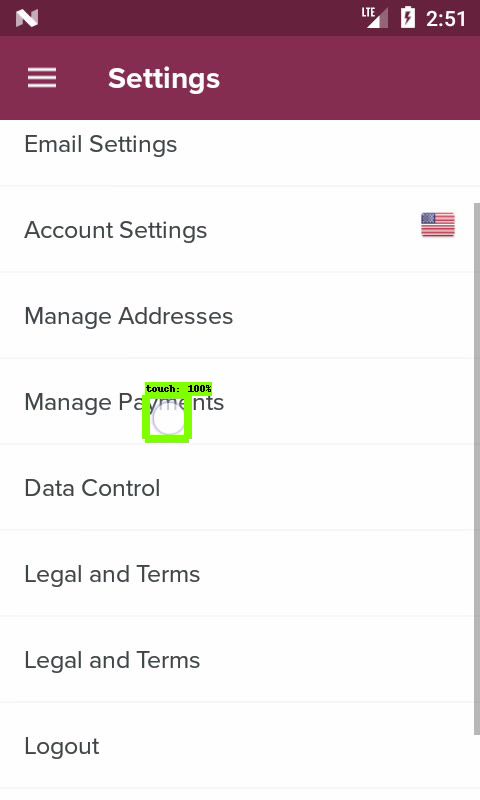 LTE 2:51
Settings
Email Settings
Account Settings
Manage Addresses
touch: 100%
Manage Payments
Data Control
Legal and Terms
Legal and Terms
Logout